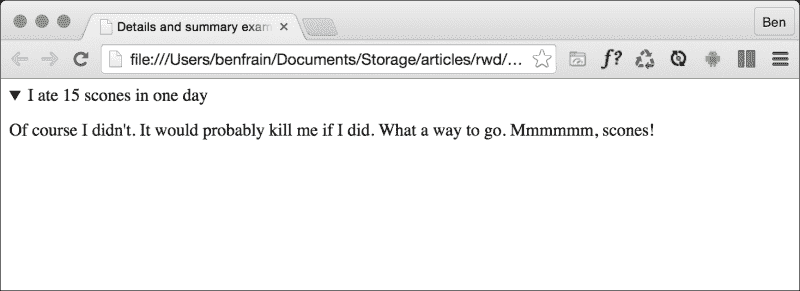 Details and summary exam
Ben
file:///Users/benfrain/Documents/Storage/articles/rwd/...
f?
▼ I ate 15 scones in one day
Of course I didn't. It would probably kill me if I did. What a way to go. Mmmmmm, scones!